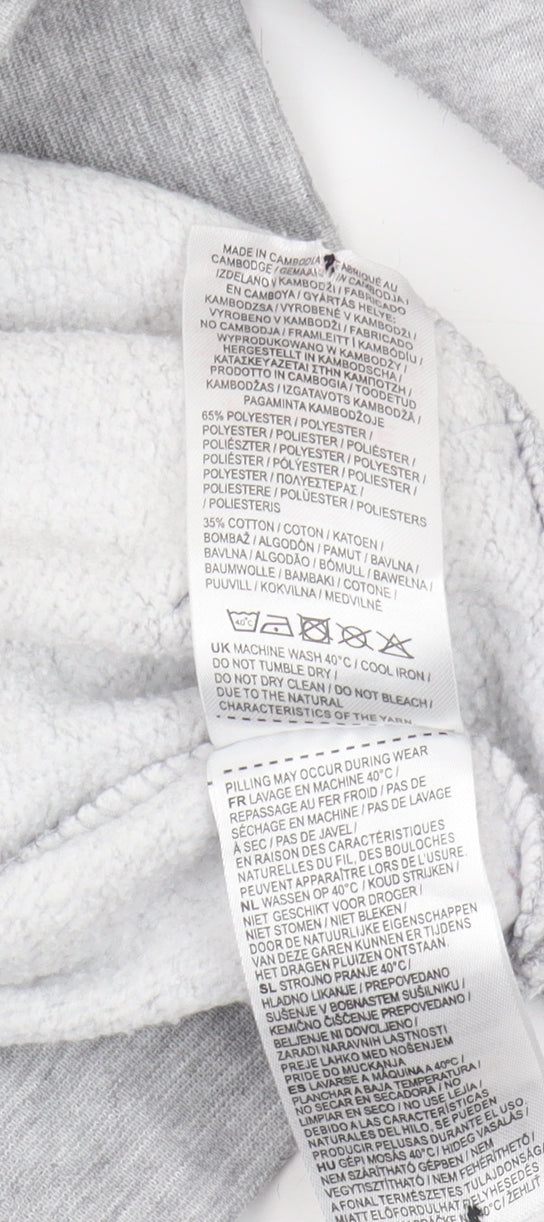 MADE IN CAMBODIA / FABRIQUÉ AU
CAMBODGE / GEMAAKT IN CAMBODJA /
IZDELANO V KAMBODŽI / FABRICADO
EN CAMBOYA / GYÁRTÁS HELYE:
KAMBODZSA / VYROBENÉ V KAMBODŽI /
VYROBENO V KAMBODŽI / FABRICADO
NO CAMBODJA / FRAMLEITT Í KAMBÓDÍU /
WYPRODUKOWANO W KAMBODŻY /
HERGESTELLT IN KAMBODSCHA /
ΚΑΤΑΣΚΕΥΑΖΕΤΑΙ ΣΤΗΝ ΚΑΜΠΟΤΖΗ /
PRODOTTO IN CAMBOGIA / TOODETUD
KAMBODŽAS / IZGATAVOTS KAMBODŽĀ /
PAGAMINTA KAMBODŽOJE
65% POLYESTER / POLYESTER /
POLYESTER / POLIESTER / POLIÉSTER /
POLIÉSZTER / POLYESTER / POLYESTER /
POLIÉSTER / PÓLÝESTER / POLIESTER /
POLYESTER / ΠΟΛΥΕΣΤΕΡΑΣ /
POLIESTERE / POLÜESTER / POLIESTERS
/ POLIESTERIS
35% COTTON / COTON / KATOEN /
BOMBAŽ / ALGODÓN / PAMUT / BAVLNA /
BAVLNA / ALGODÃO / BÓMULL / BAWEŁNA /
BAUMWOLLE / BAMBAKI / COTONE /
PUUVILL / KOKVILNA / MEDVILNĖ
40°C
UK MACHINE WASH 40°C / COOL IRON /
DO NOT TUMBLE DRY /
DO NOT DRY CLEAN / DO NOT BLEACH /
DUE TO THE NATURAL
CHARACTERISTICS OF THE YARN
PILLING MAY OCCUR DURING WEAR
FR LAVAGE EN MACHINE 40°C /
REPASSAGE AU FER FROID / PAS DE
SÉCHAGE EN MACHINE / PAS DE LAVAGE
À SEC / PAS DE JAVEL /
EN RAISON DES CARACTÉRISTIQUES
NATURELLES DU FIL, DES BOULOCHES
PEUVENT APPARAÎTRE LORS DE L'USURE.
NL WASSEN OP 40°C / KOUD STRIJKEN /
NIET GESCHIKT VOOR DROGER /
NIET STOMEN / NIET BLEKEN /
DOOR DE NATUURLIJKE EIGENSCHAPPEN
VAN DEZE GAREN KUNNEN ER TIJDENS
HET DRAGEN PLUIZEN ONTSTAAN.
SL STROJNO PRANJE 40°C /
HLADNO LIKANJE / PREPOVEDANO
SUŠENJE V BOBNASTEM SUŠILNIKU /
KEMIČNO ČIŠČENJE PREPOVEDANO /
BELJENJE NI DOVOLJENO /
ZARADI NARAVNIH LASTNOSTI
PREJE LAHKO MED NOŠENJEM
PRIDE DO MUCKANJA
ES LAVARSE A MÁQUINA A 40°C /
PLANCHAR A BAJA TEMPERATURA /
NO SECAR EN SECADORA / NO
LIMPIAR EN SECO / NO USE LEJÍA /
DEBIDO A LAS CARACTERÍSTICAS
NATURALES DEL HILO, SE PUEDEN
PRODUCIR PELUSAS DURANTE EL USO.
HU GÉPI MOSÁS 40°C / HIDEG VASALÁS /
NEM SZÁRÍTHATÓ GÉPBEN / NEM
VEGYTISZTÍTHATÓ / NEM FEHÉRÍTHETŐ /
A FONAL TERMÉSZETES TULAJDONSÁGAI
MIATT ELŐFORDULHAT
40°C / ŽEHLIT